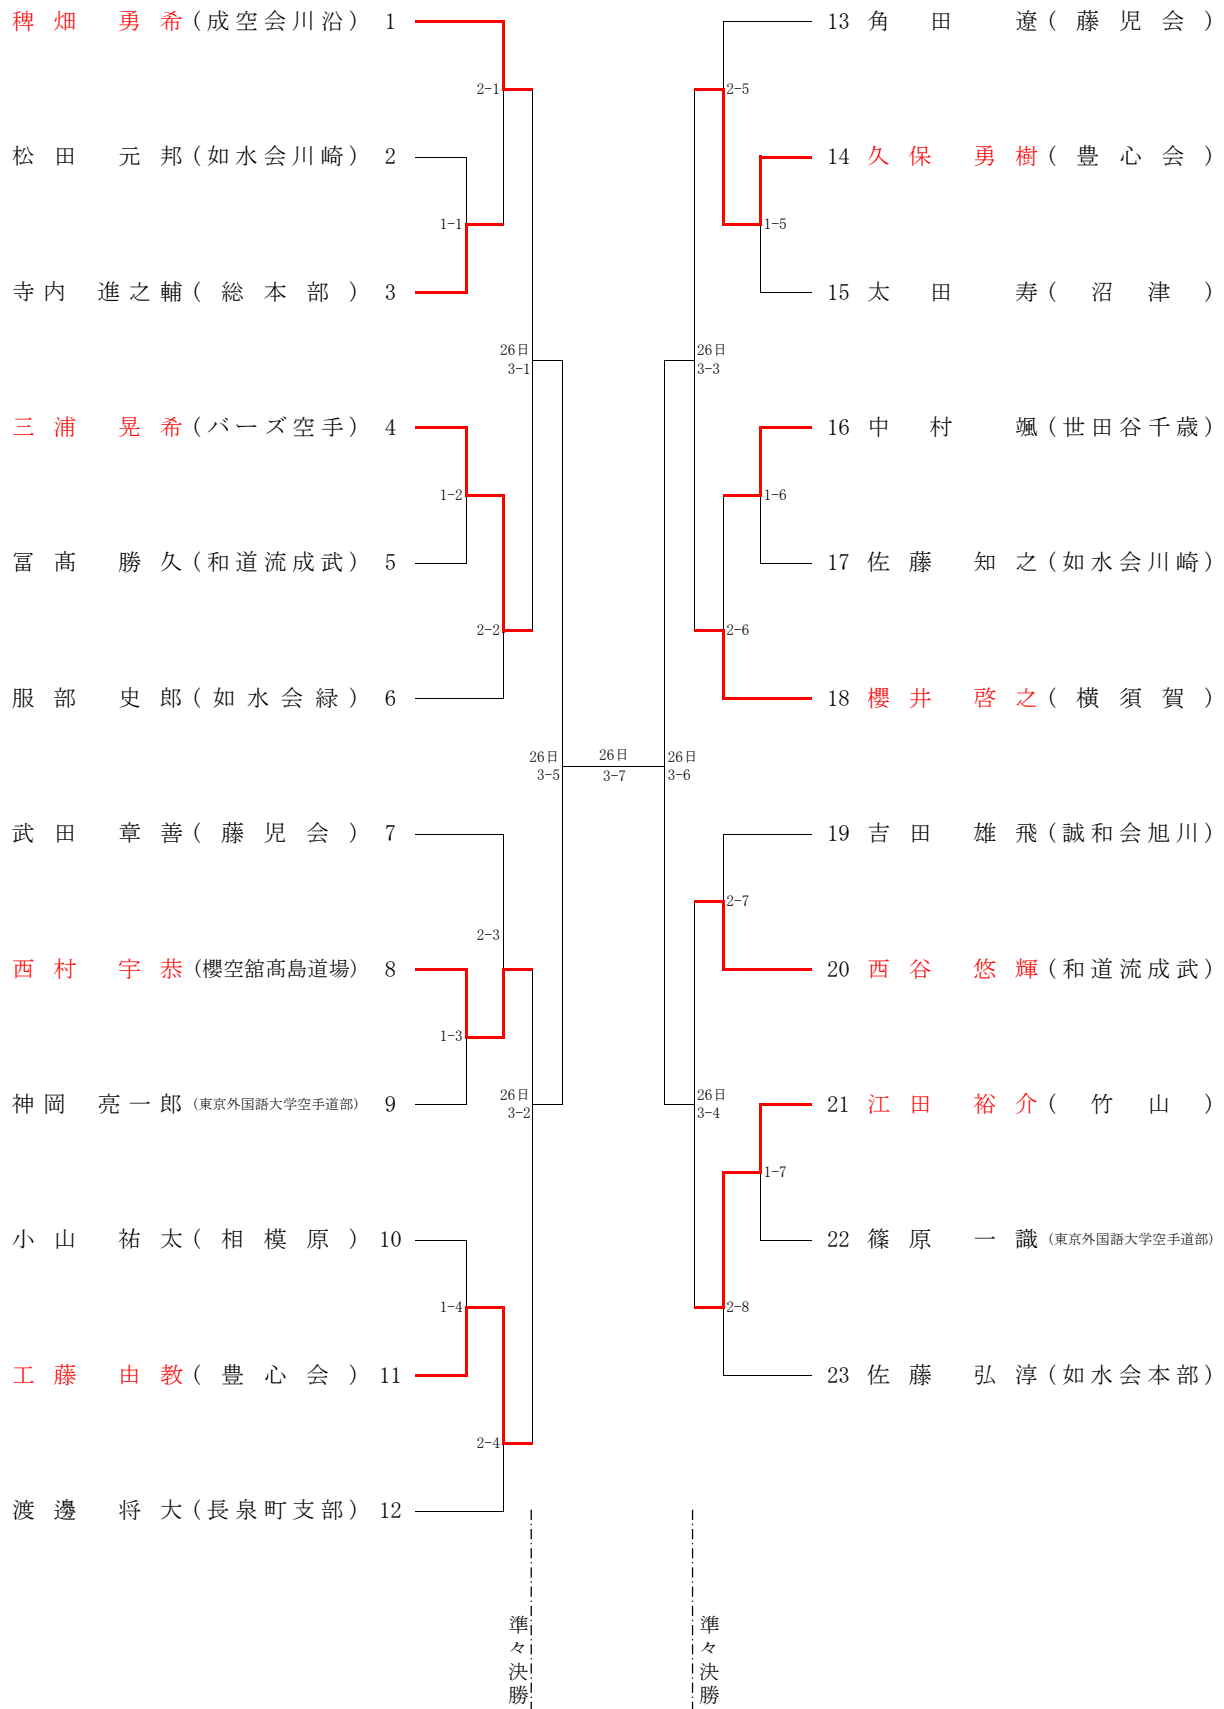 稗畑 勇希 (成空会川沿) 1
2-1
松田 元邦 (如水会川崎) 2
1-1
寺内 進之輔 (総本部) 3
26日
3-1
三浦 晃希 (バーズ空手) 4
1-2
冨髙 勝久 (和道流成武) 5
2-2
服部 史郎 (如水会緑) 6
26日
3-5
武田 章善 (藤児会) 7
2-3
西村 宇恭 (櫻空舘髙島道場) 8
1-3
神岡 亮一郎 (東京外国語大学空手道部) 9
26日
3-2
小山 祐太 (相模原) 10
1-4
工藤 由教 (豊心会) 11
2-4
渡邊 将大 (長泉町支部) 12
準々決勝
26日
3-7
13 角田 遼 (藤児会)
2-5
14 久保 勇樹 (豊心会)
1-5
15 太田 寿 (沼津)
26日
3-3
16 中村 颯 (世田谷千歳)
1-6
17 佐藤 知之 (如水会川崎)
2-6
18 櫻井 啓之 (横須賀)
26日
3-6
19 吉田 雄飛 (誠和会旭川)
2-7
20 西谷 悠輝 (和道流成武)
26日
3-4
21 江田 裕介 (竹山)
1-7
22 篠原 一識 (東京外国語大学空手道部)
2-8
23 佐藤 弘淳 (如水会本部)
準々決勝